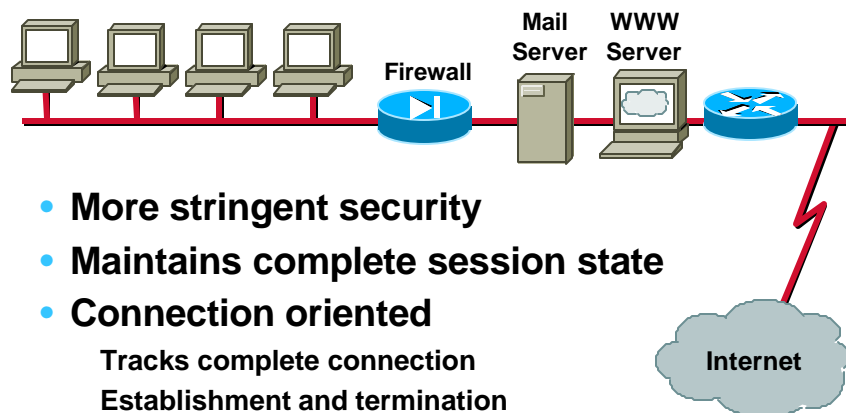 Mail
Server
WWW
Server
Firewall
• More stringent security
• Maintains complete session state
• Connection oriented
Tracks complete connection
Establishment and termination
Internet